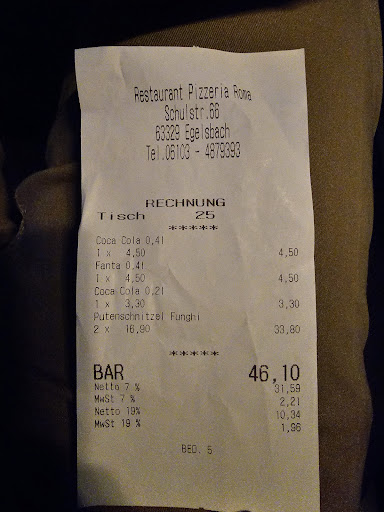 Restaurant Pizzeria Roma
Schulstr.66
63329 Egelsbach
Tel.06103 - 4879393
RECHNUNG
Tisch 25
*****
Coca Cola 0,4l
1 x 4,50 4,50
Fanta 0,4l
1 x 4,50 4,50
Coca Cola 0,2l
1 x 3,30 3,30
Putenschnitzel Funghi
2 x 16,90 33,80
*****
BAR 46,10
Netto 7 % 31,59
MwSt 7 % 2,21
Netto 19% 10,34
MwSt 19 % 1,96
BED. 5